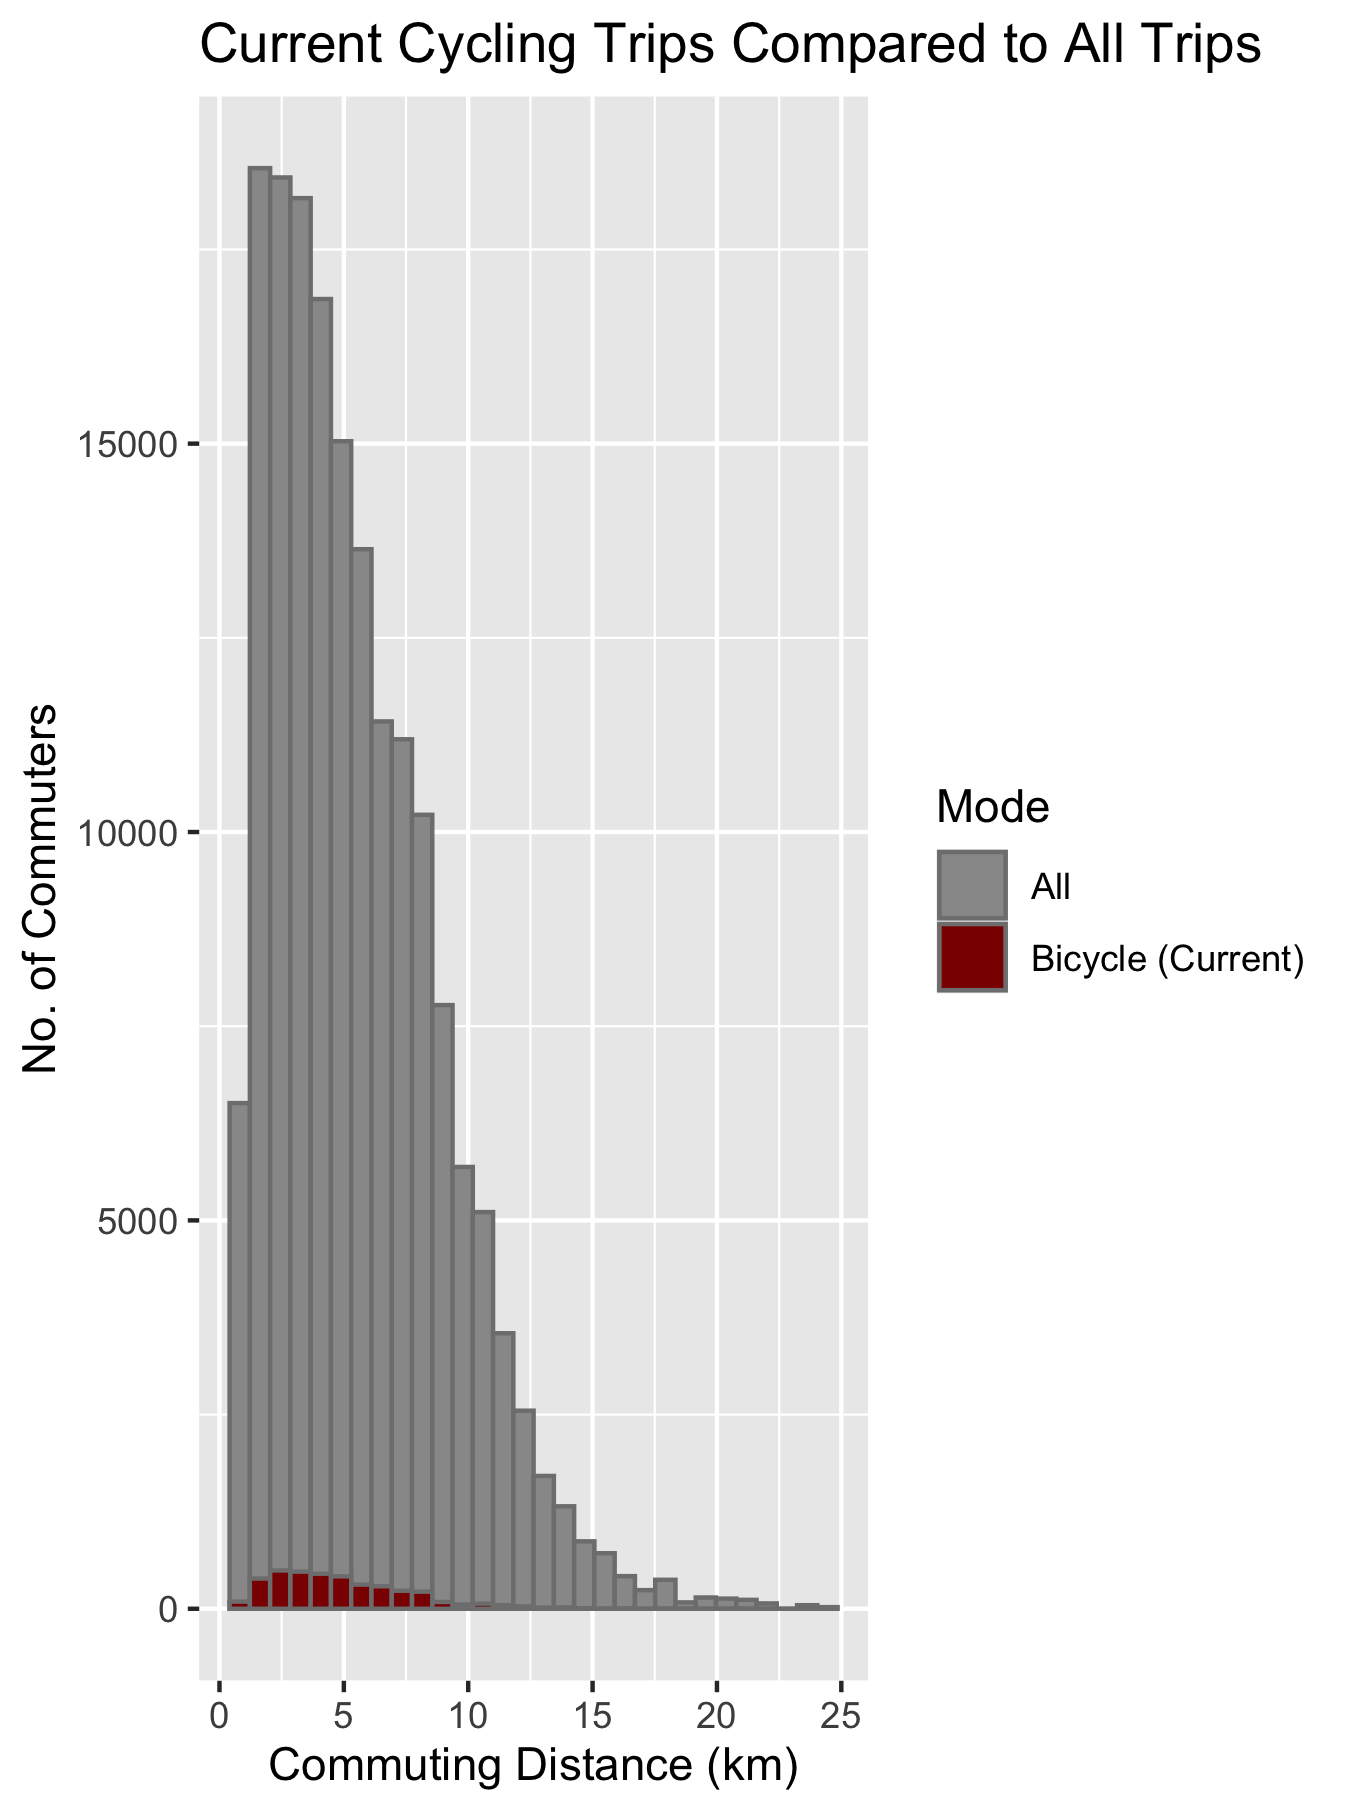 Current Cycling Trips Compared to All Trips
No. of Commuters
15000
10000
5000
0
0 5 10 15 20 25
Commuting Distance (km)
Mode
All
Bicycle (Current)